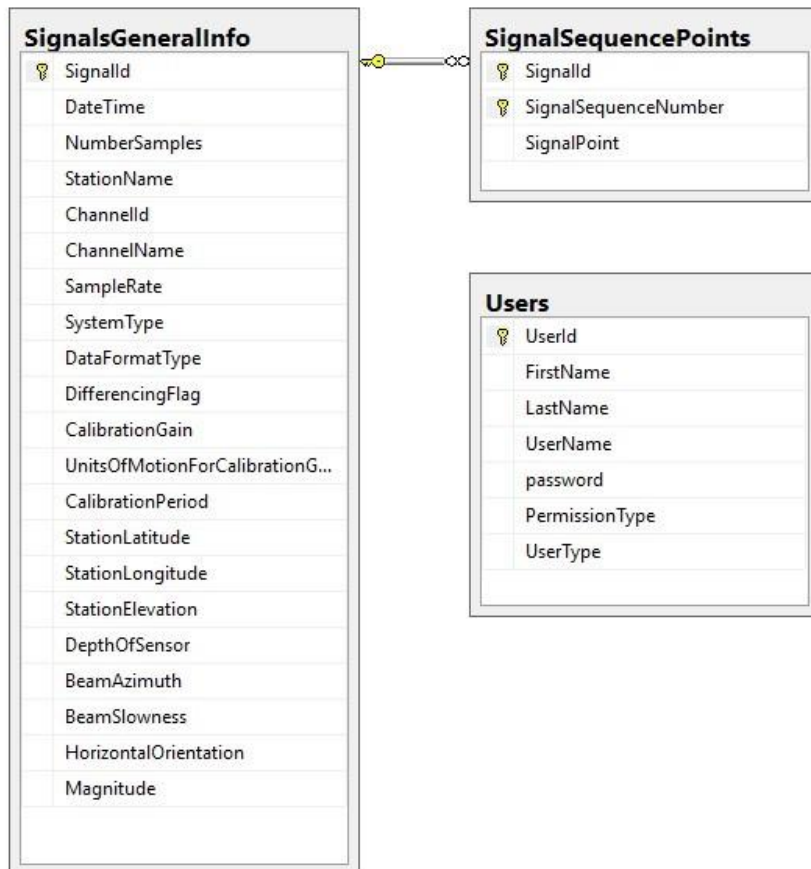 SignalsGeneralInfo
SignalId
DateTime
NumberSamples
StationName
ChannelId
ChannelName
SampleRate
SystemType
DataFormatType
DifferencingFlag
CalibrationGain
UnitsOfMotionForCalibrationG...
CalibrationPeriod
StationLatitude
StationLongitude
StationElevation
DepthOfSensor
BeamAzimuth
BeamSlowness
HorizontalOrientation
Magnitude
SignalSequencePoints
SignalId
SignalSequenceNumber
SignalPoint
Users
UserId
FirstName
LastName
UserName
password
PermissionType
UserType